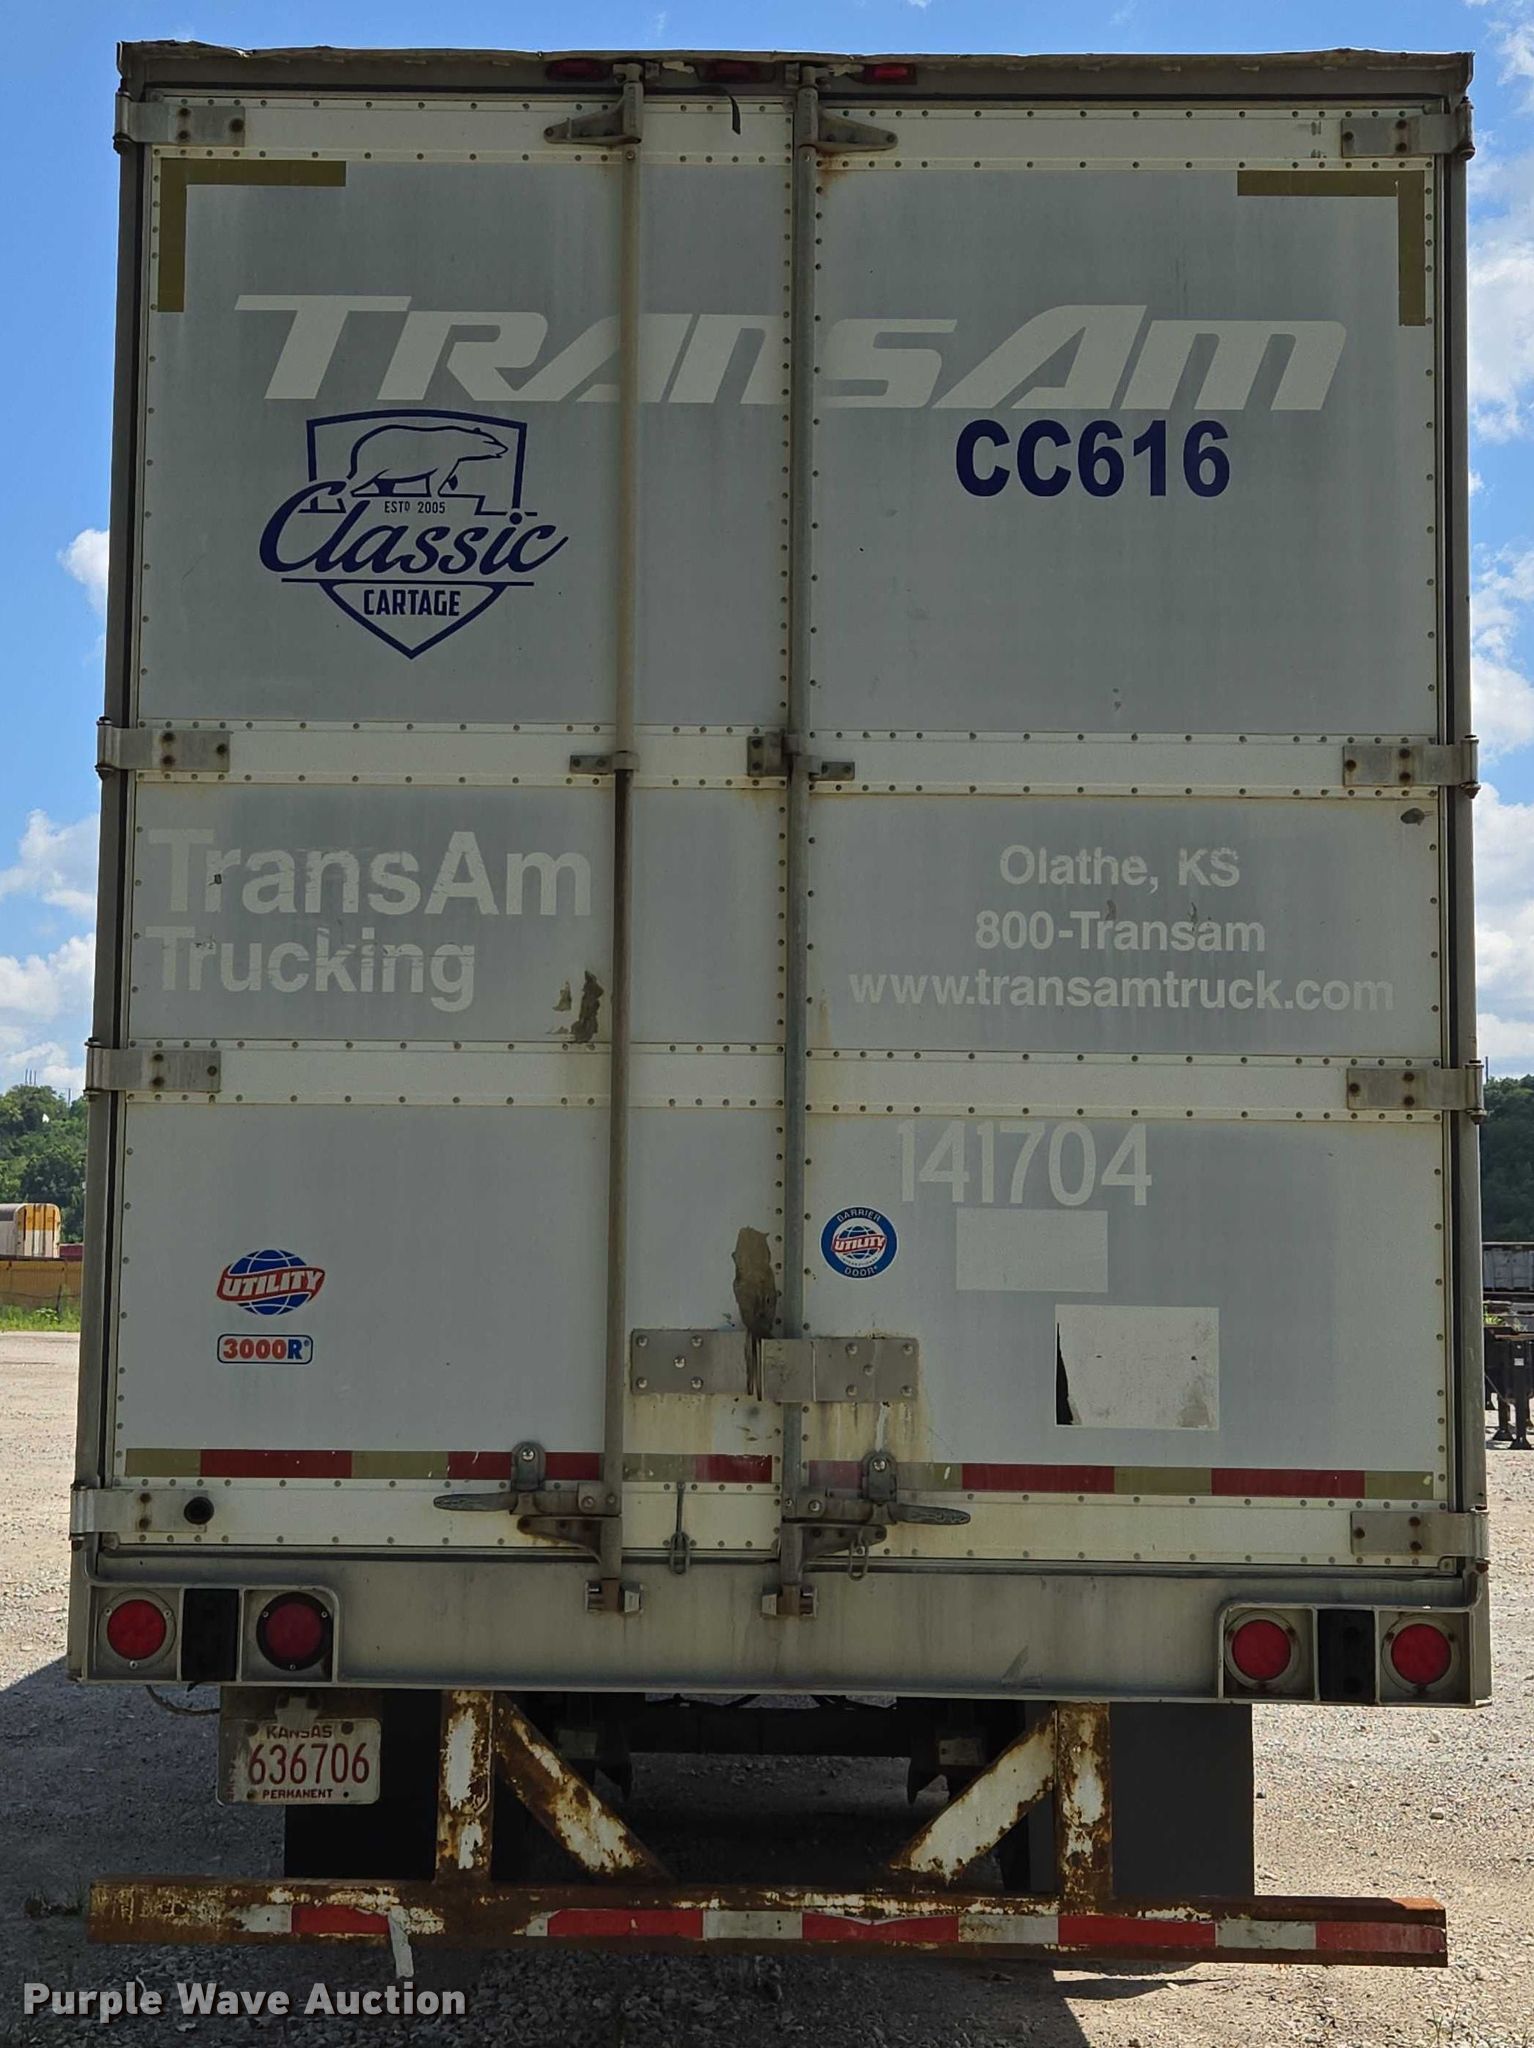 TRANSAM
CC616
ESTD 2005
Classic
CARTAGE
TransAm
Trucking
Olathe, KS
800-Transam
www.transamtruck.com
141704
BARRIER
UTILITY
DOOR
UTILITY
3000R®
KANSAS
636706
PERMANENT
Purple Wave Auction